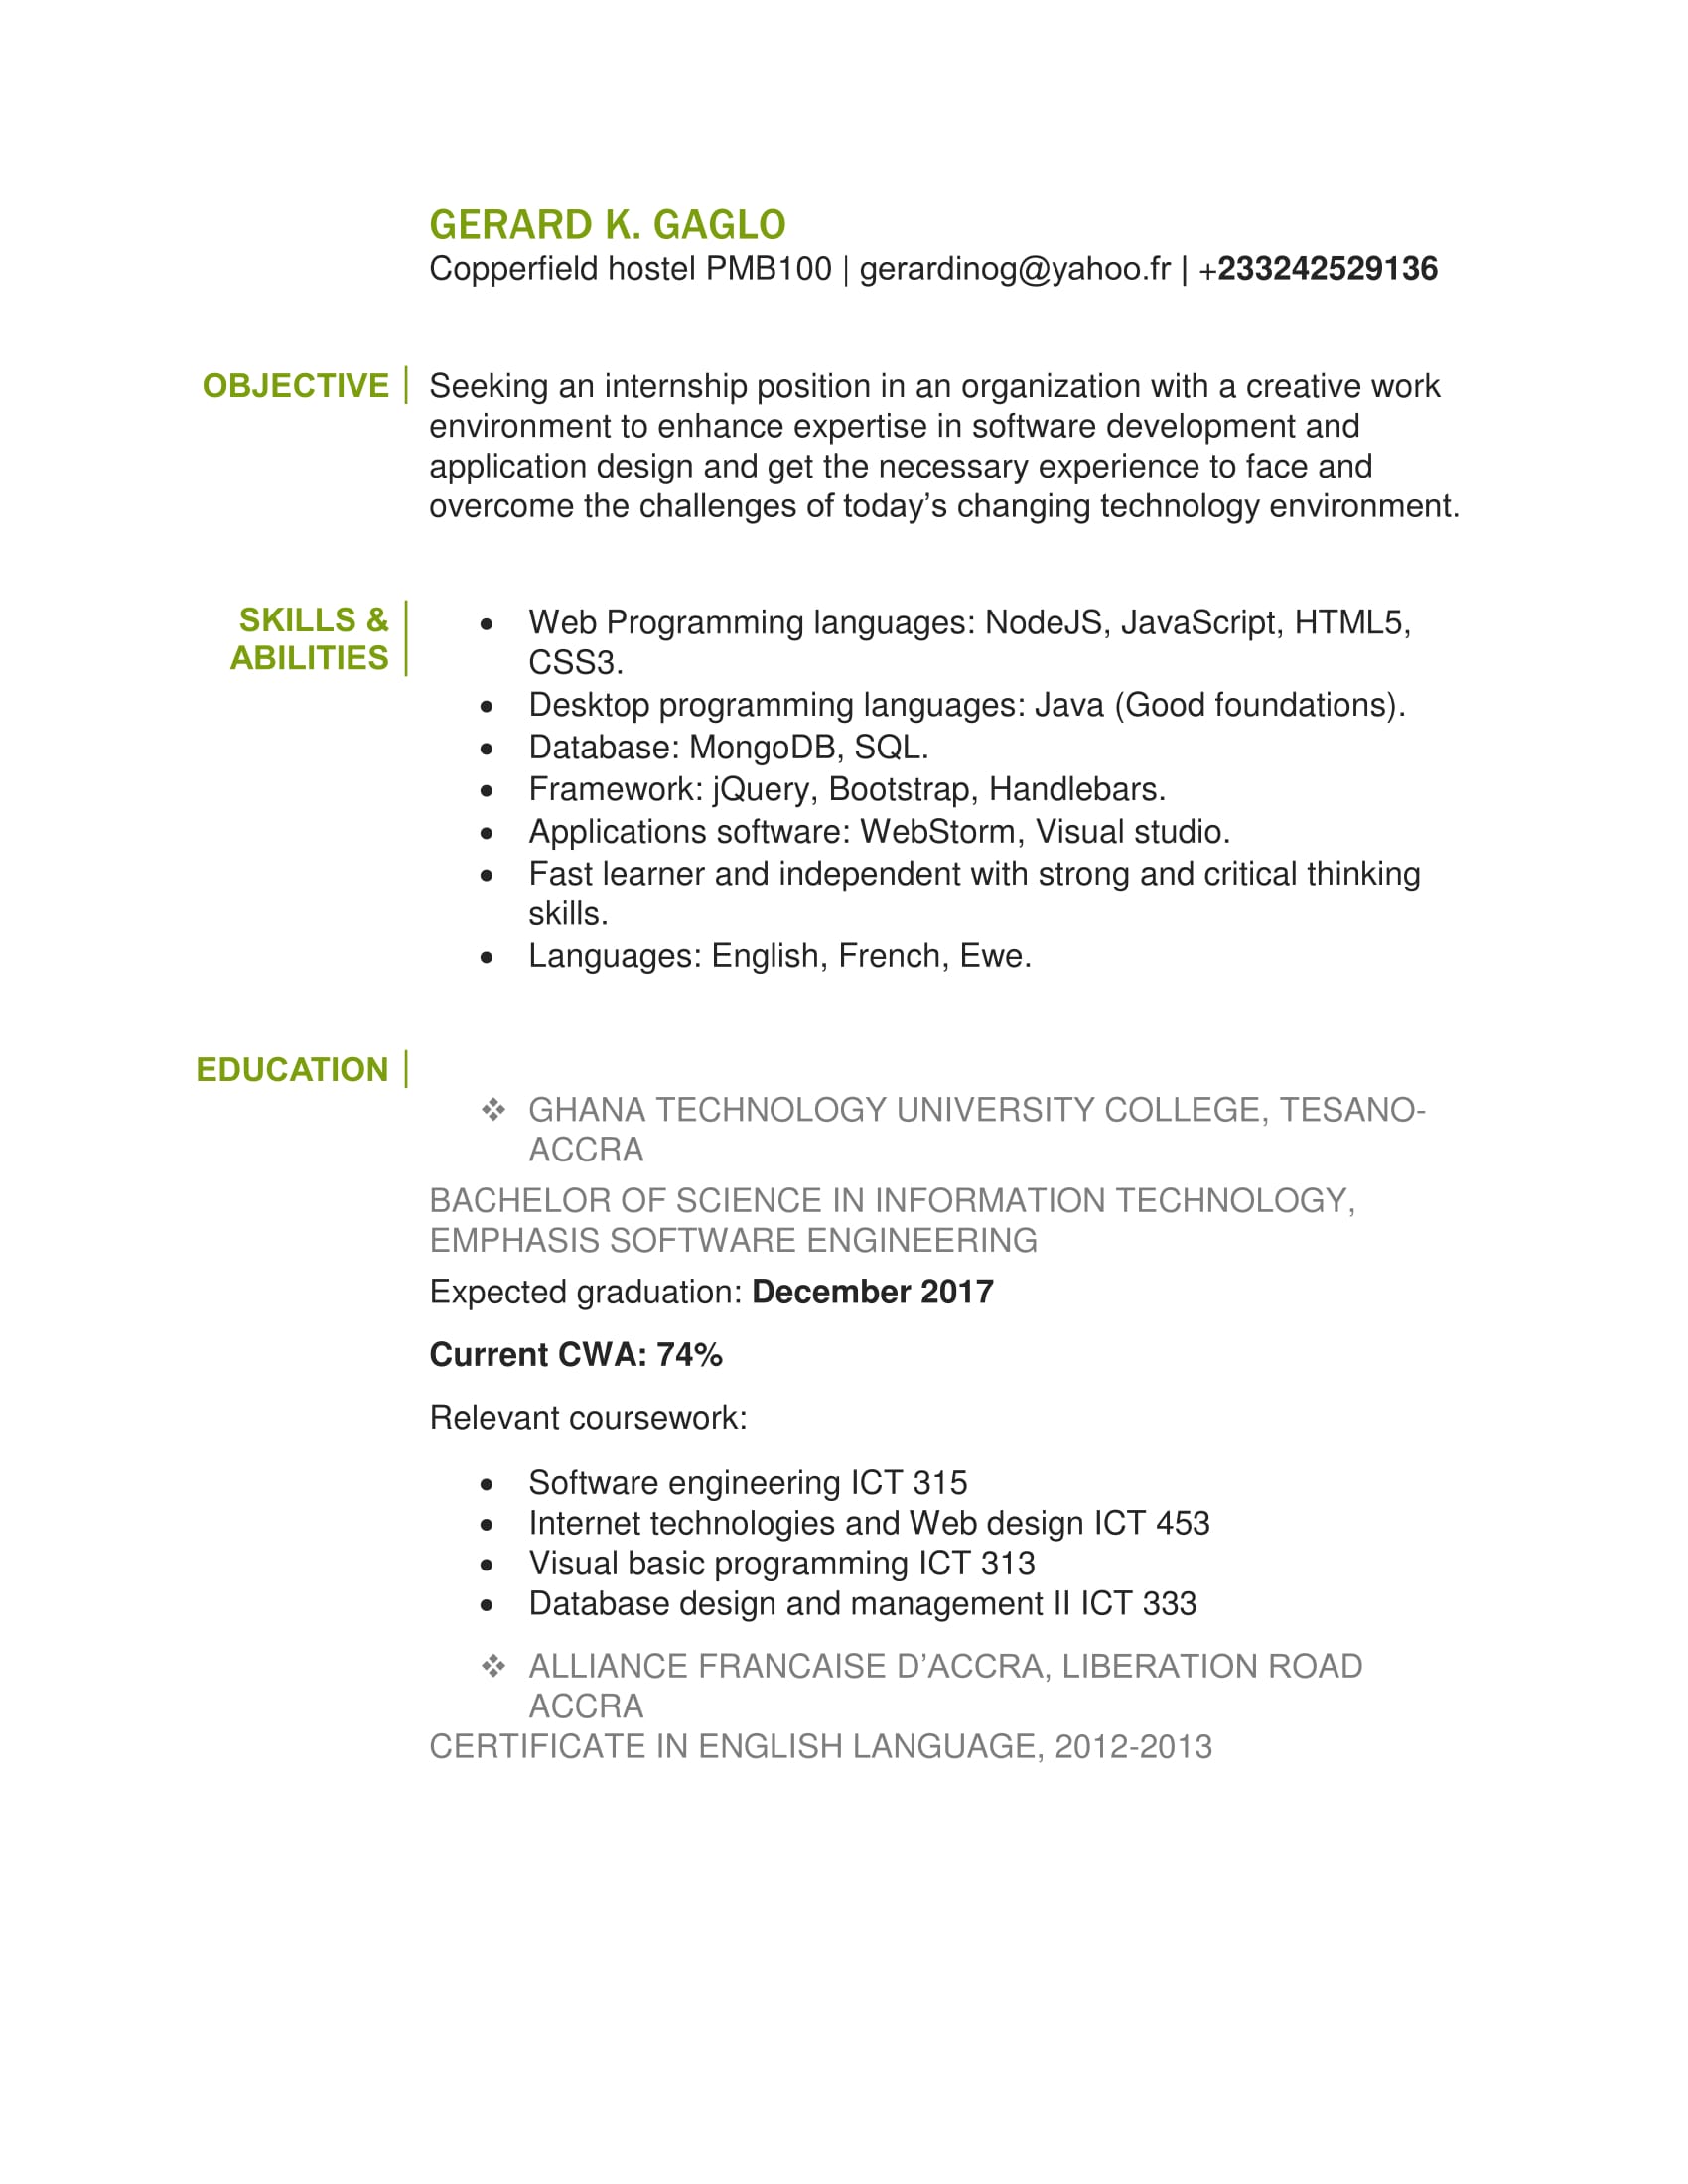 GERARD K. GAGLO
Copperfield hostel PMB100 | gerardinog@yahoo.fr | +233242529136
OBJECTIVE
Seeking an internship position in an organization with a creative work
environment to enhance expertise in software development and
application design and get the necessary experience to face and
overcome the challenges of today’s changing technology environment.
SKILLS &
ABILITIES
• Web Programming languages: NodeJS, JavaScript, HTML5,
CSS3.
• Desktop programming languages: Java (Good foundations).
• Database: MongoDB, SQL.
• Framework: jQuery, Bootstrap, Handlebars.
• Applications software: WebStorm, Visual studio.
• Fast learner and independent with strong and critical thinking
skills.
• Languages: English, French, Ewe.
EDUCATION
❖ GHANA TECHNOLOGY UNIVERSITY COLLEGE, TESANO-
ACCRA
BACHELOR OF SCIENCE IN INFORMATION TECHNOLOGY,
EMPHASIS SOFTWARE ENGINEERING
Expected graduation: December 2017
Current CWA: 74%
Relevant coursework:
• Software engineering ICT 315
• Internet technologies and Web design ICT 453
• Visual basic programming ICT 313
• Database design and management II ICT 333
❖ ALLIANCE FRANCAISE D’ACCRA, LIBERATION ROAD
ACCRA
CERTIFICATE IN ENGLISH LANGUAGE, 2012-2013